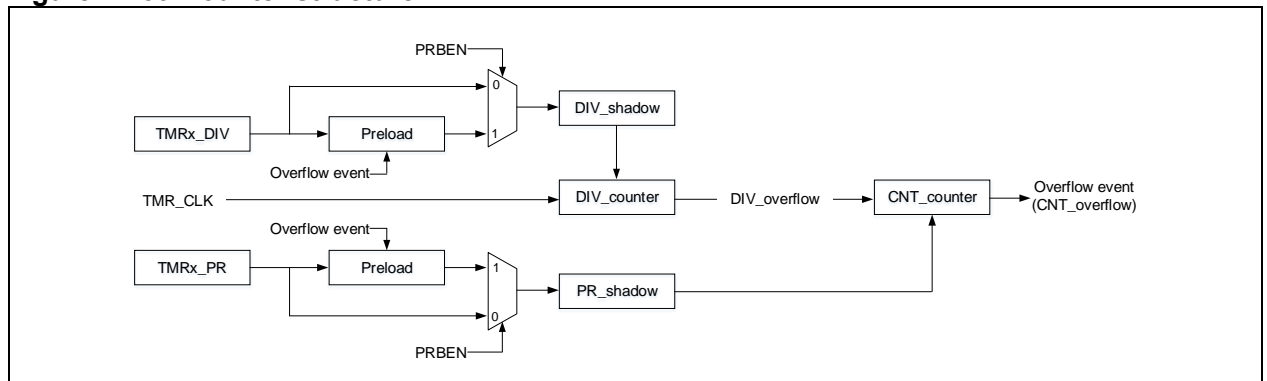 PRBEN
0
DIV_shadow
TMRx_DIV
Preload
1
Overflow event
TMR_CLK
DIV_counter
DIV_overflow
CNT_counter
Overflow event
(CNT_overflow)
Overflow event
TMRx_PR
Preload
1
PR_shadow
0
PRBEN